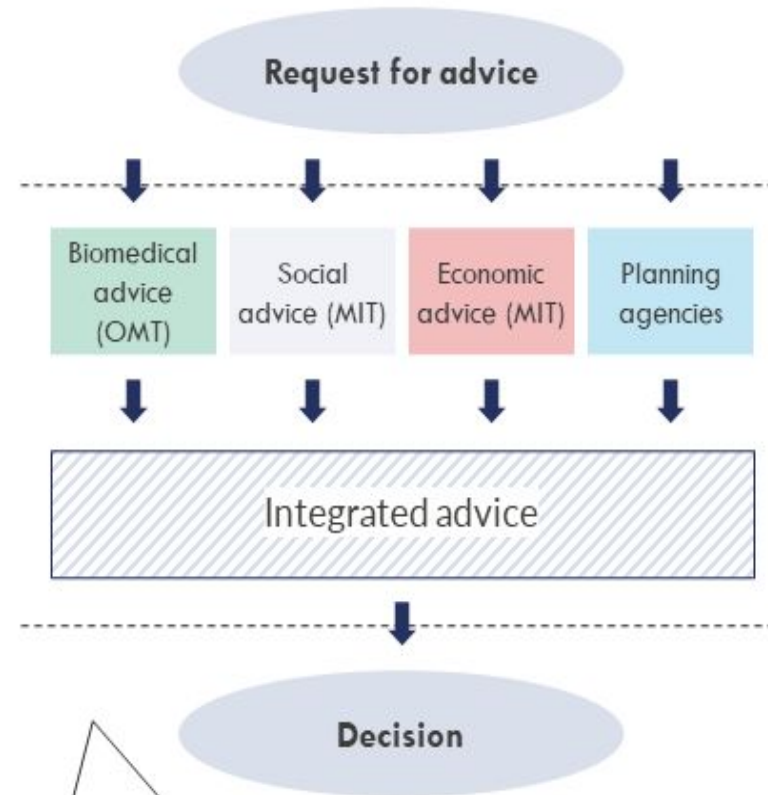 Request for advice
Biomedical
advice
(OMT)
Social
advice (MIT)
Economic
advice (MIT)
Planning
agencies
Integrated advice
Decision